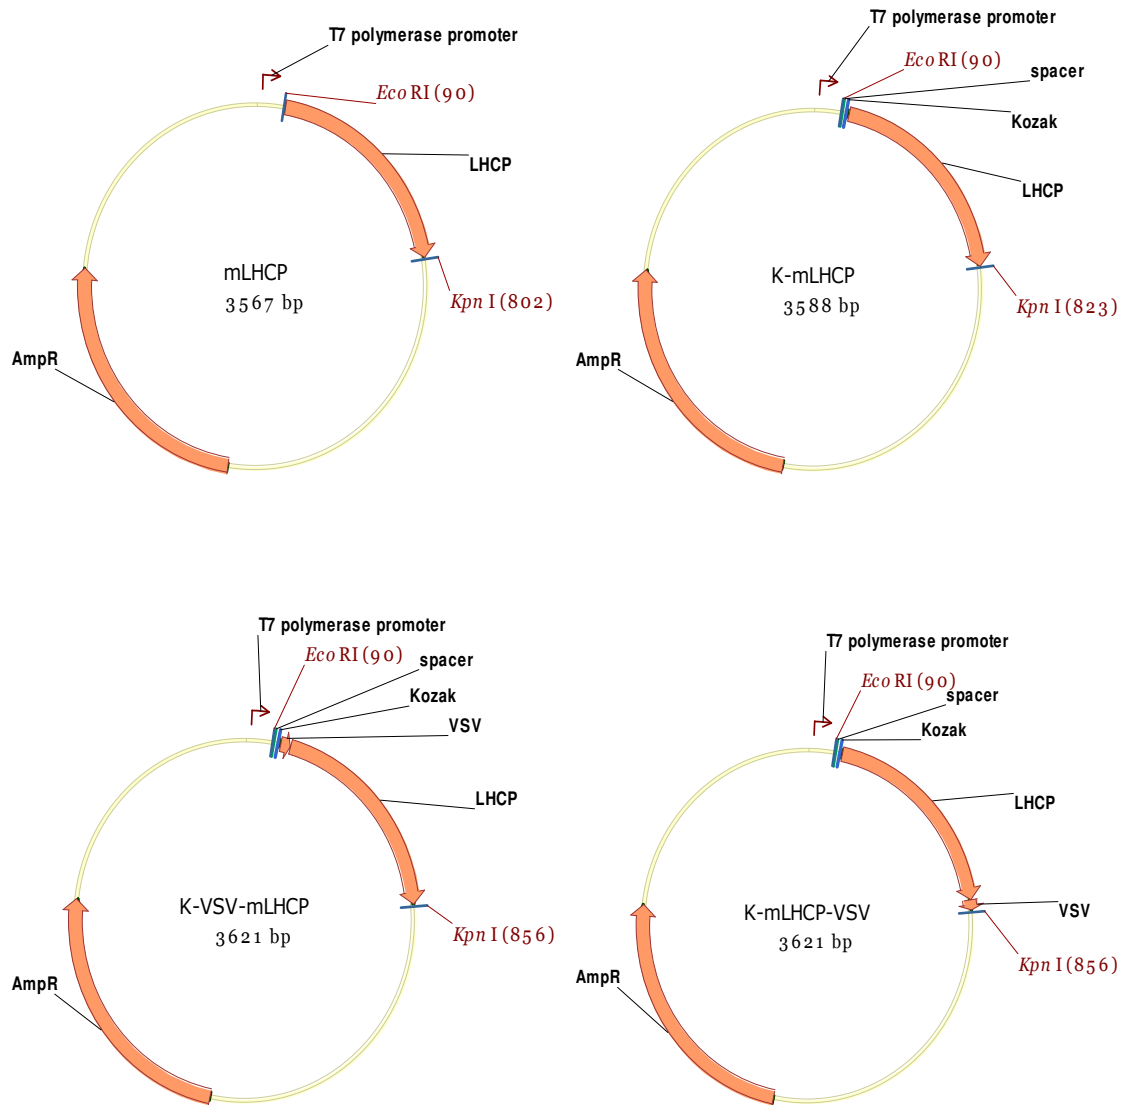 T7 polymerase promoter
EcoRI (90)
LHCP
mLHCP
3567 bp
KpnI (802)
AmpR
T7 polymerase promoter
EcoRI (90)
spacer
Kozak
LHCP
K-mLHCP
3588 bp
KpnI (823)
AmpR
T7 polymerase promoter
EcoRI (90)
spacer
Kozak
VSV
LHCP
K-VSV-mLHCP
3621 bp
KpnI (856)
AmpR
T7 polymerase promoter
EcoRI (90)
spacer
Kozak
LHCP
K-mLHCP-VSV
3621 bp
VSV
KpnI (856)
AmpR